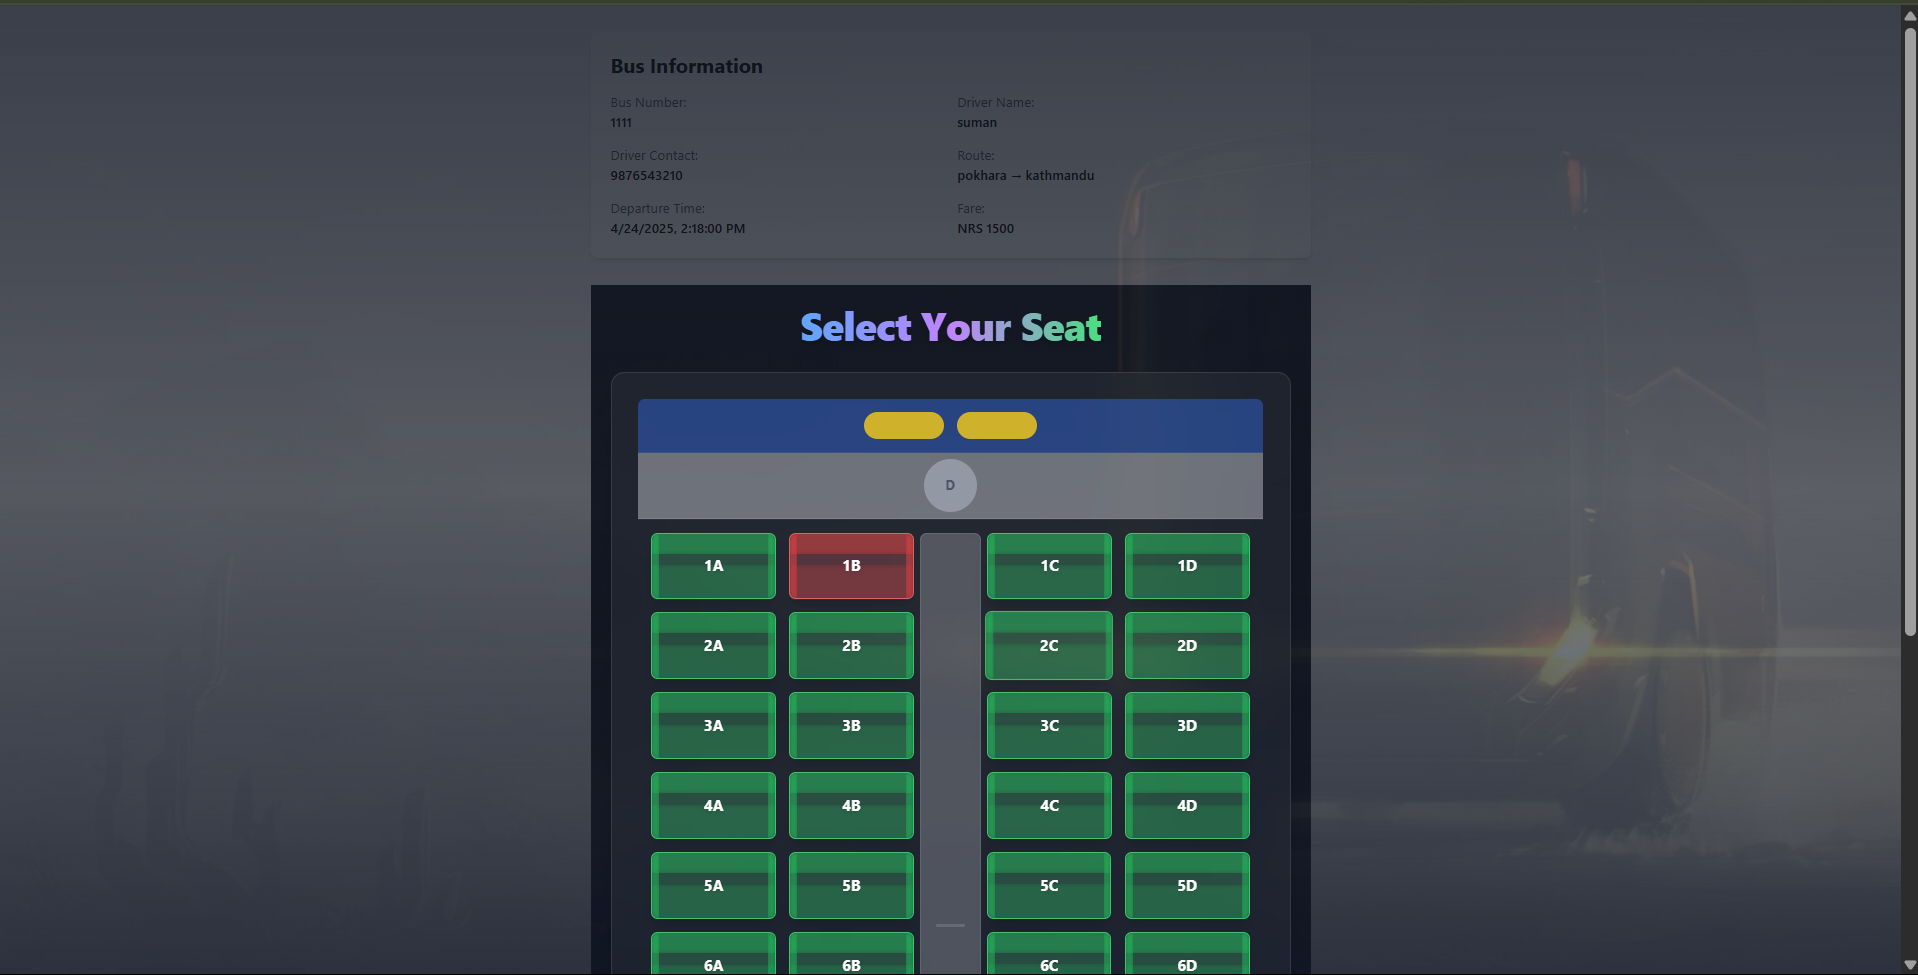 Bus Information
Bus Number:
1111
Driver Name:
suman
Driver Contact:
9876543210
Route:
pokhara → kathmandu
Departure Time:
4/24/2025, 2:18:00 PM
Fare:
NRS 1500
Select Your Seat
D
1A 1B 1C 1D
2A 2B 2C 2D
3A 3B 3C 3D
4A 4B 4C 4D
5A 5B 5C 5D
6A 6B 6C 6D